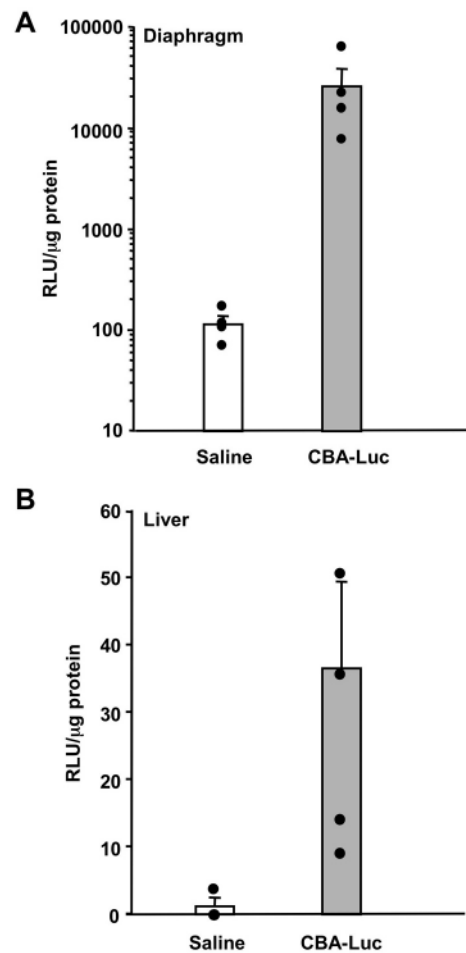 A
Diaphragm
100000
10000
1000
100
10
RLU/μg protein
Saline CBA-Luc
B
Liver
60
50
40
30
20
10
0
RLU/μg protein
Saline CBA-Luc